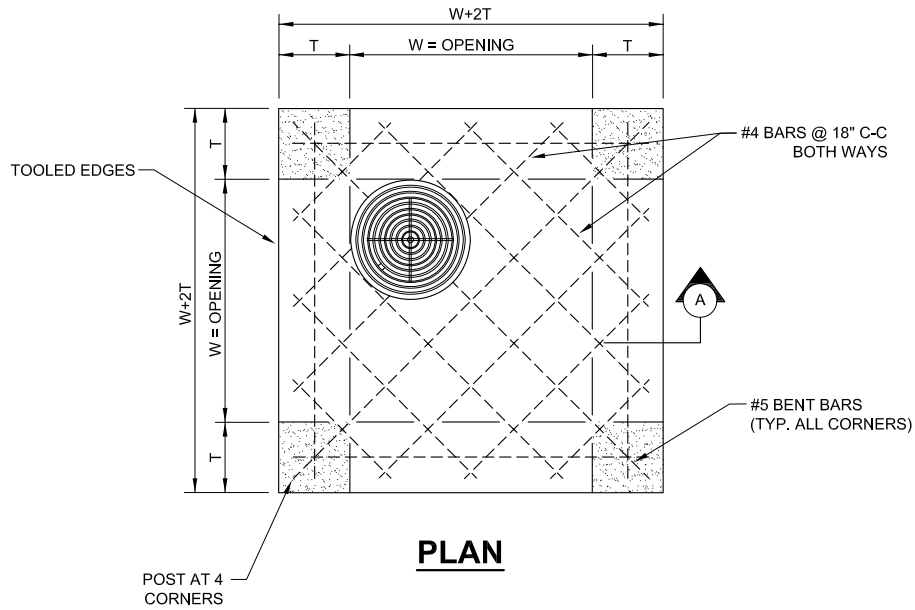 W+2T
T
W = OPENING
T
#4 BARS @ 18" C-C
BOTH WAYS
TOOLED EDGES
T
W+2T
W = OPENING
A
#5 BENT BARS
(TYP. ALL CORNERS)
T
PLAN
POST AT 4
CORNERS